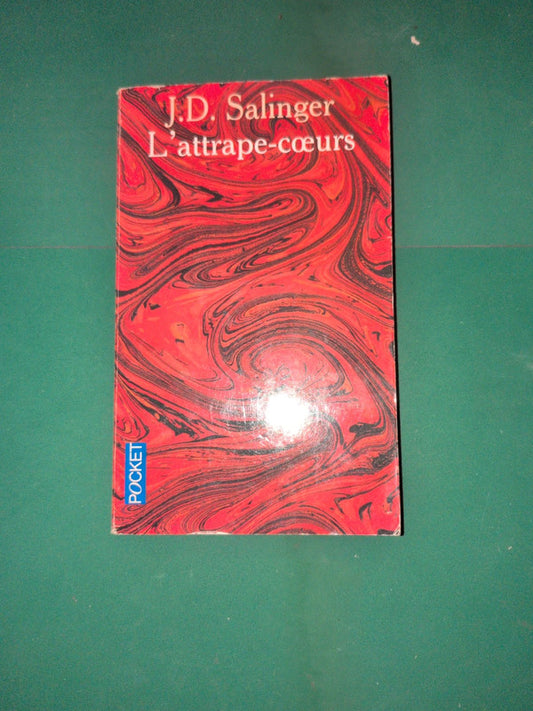 J.D. Salinger
L'attrape-cœurs
POCKET